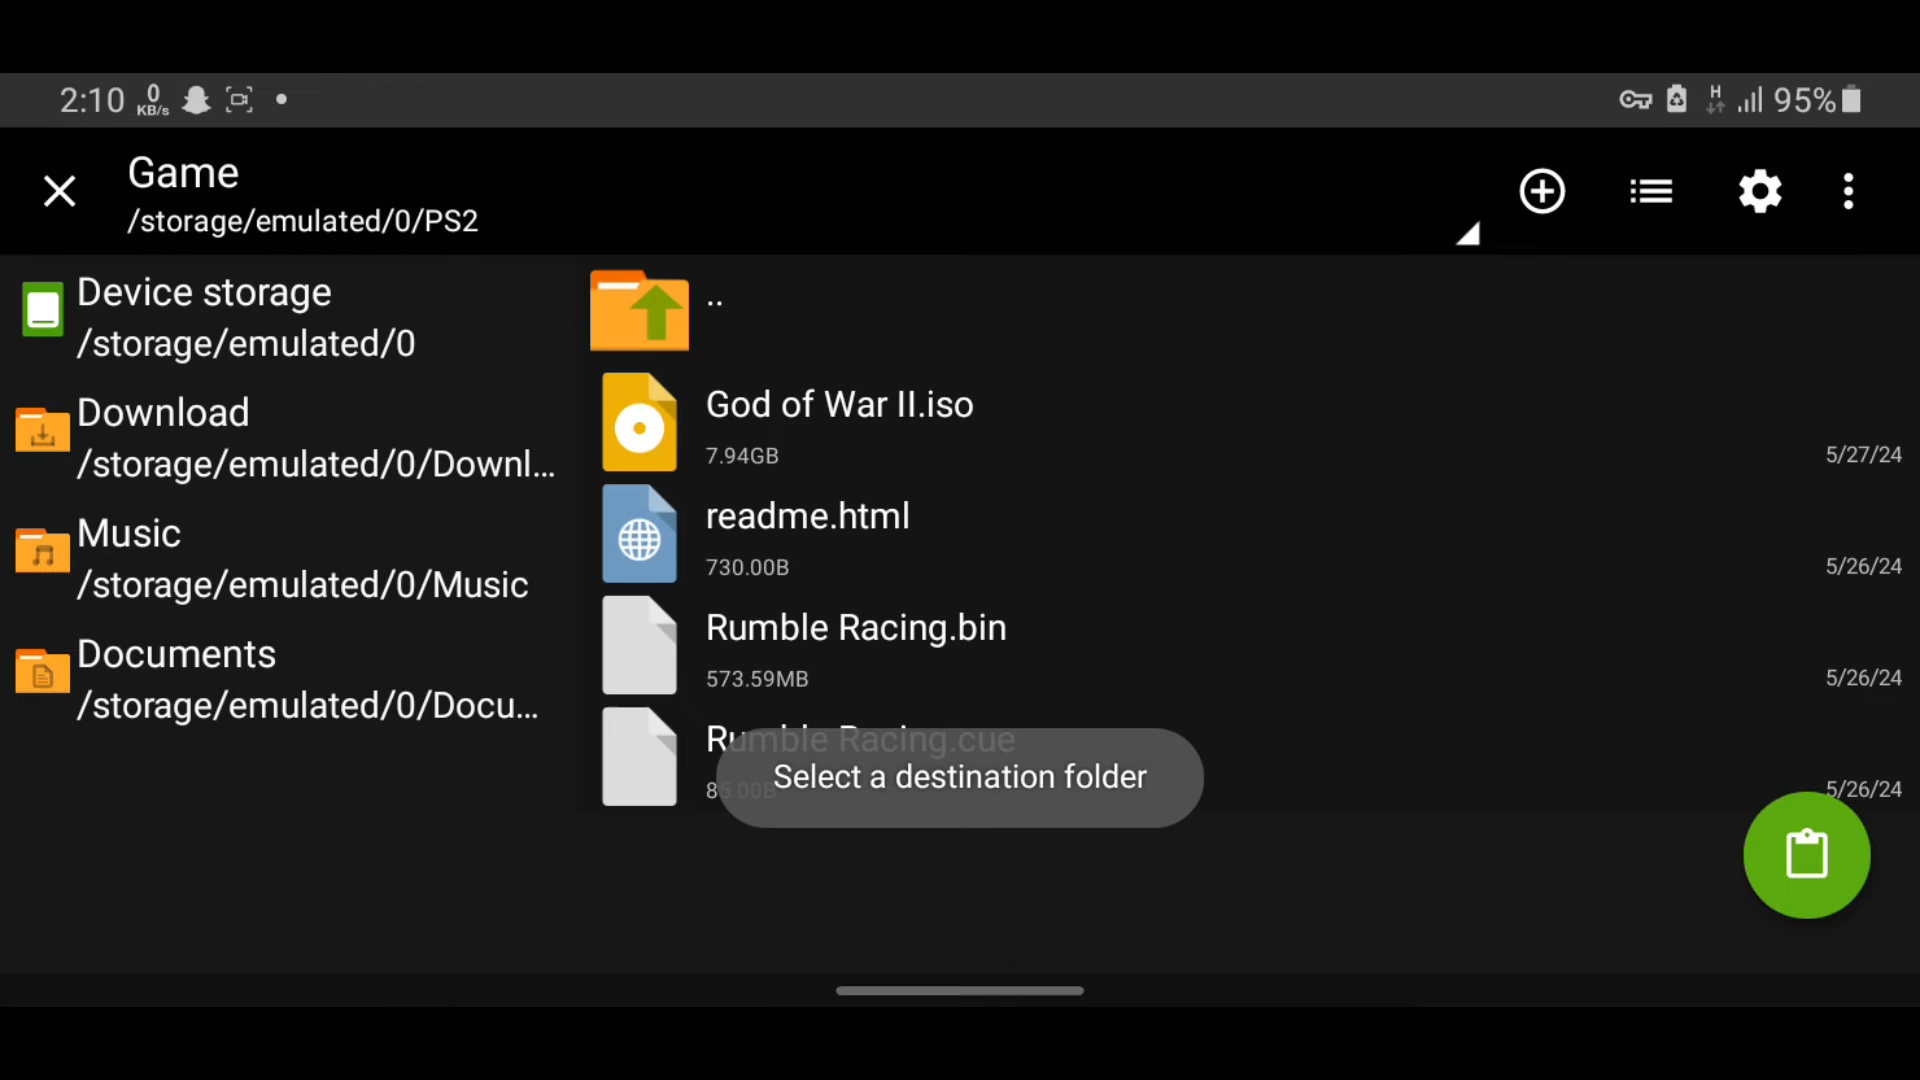 2:10 0 KB/s H 95%
Game
/storage/emulated/0/PS2
Device storage
/storage/emulated/0
Download
/storage/emulated/0/Downl...
Music
/storage/emulated/0/Music
Documents
/storage/emulated/0/Docu...
..
God of War II.iso
7.94GB 5/27/24
readme.html
730.00B 5/26/24
Rumble Racing.bin
573.59MB 5/26/24
Rumble Racing.cue
Select a destination folder
85.00B 5/26/24